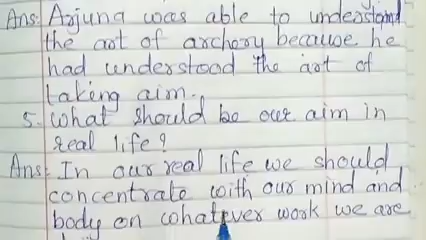 Ans: Arjuna was able to understand
the art of archery because he
had understood the art of
taking aim.
5. What should be our aim in
real life?
Ans: In our real life we should
concentrate with our mind and
body on whatever work we are